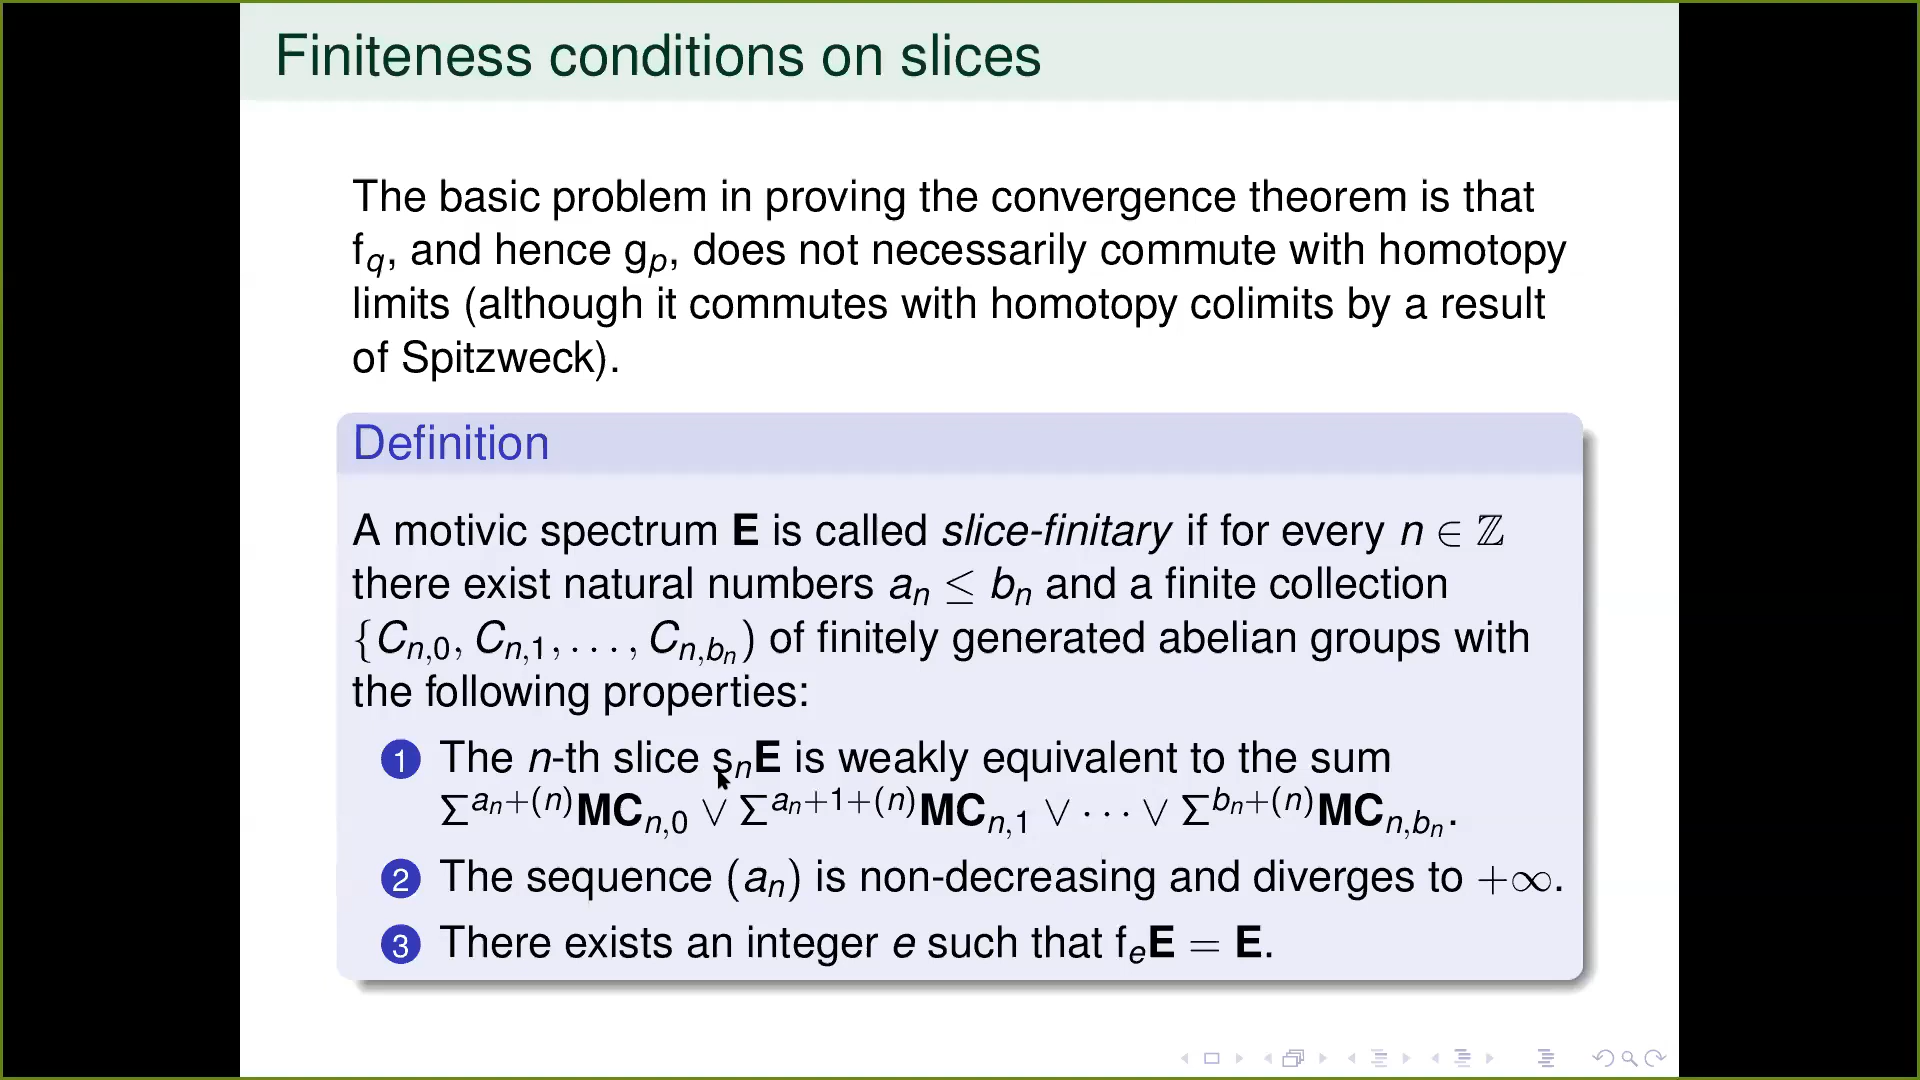 Finiteness conditions on slices
The basic problem in proving the convergence theorem is that
f_q, and hence g_p, does not necessarily commute with homotopy
limits (although it commutes with homotopy colimits by a result
of Spitzweck).
Definition
A motivic spectrum E is called slice-finitary if for every n ∈ ℤ
there exist natural numbers a_n ≤ b_n and a finite collection
{C_{n,0}, C_{n,1}, . . . , C_{n,b_n}) of finitely generated abelian groups with
the following properties:
1 The n-th slice s_nE is weakly equivalent to the sum
Σ^{a_n+(n)}MC_{n,0} ∨ Σ^{a_n+1+(n)}MC_{n,1} ∨ · · · ∨ Σ^{b_n+(n)}MC_{n,b_n}.
2 The sequence (a_n) is non-decreasing and diverges to +∞.
3 There exists an integer e such that f_eE = E.